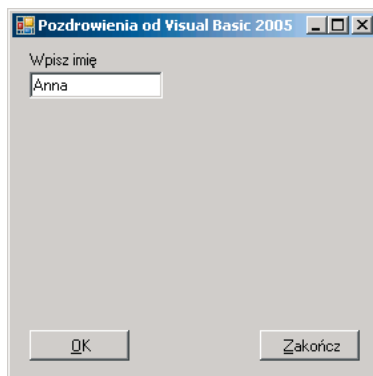 Pozdrowienia od Visual Basic 2005
Wpisz imię
Anna
OK
Zakończ